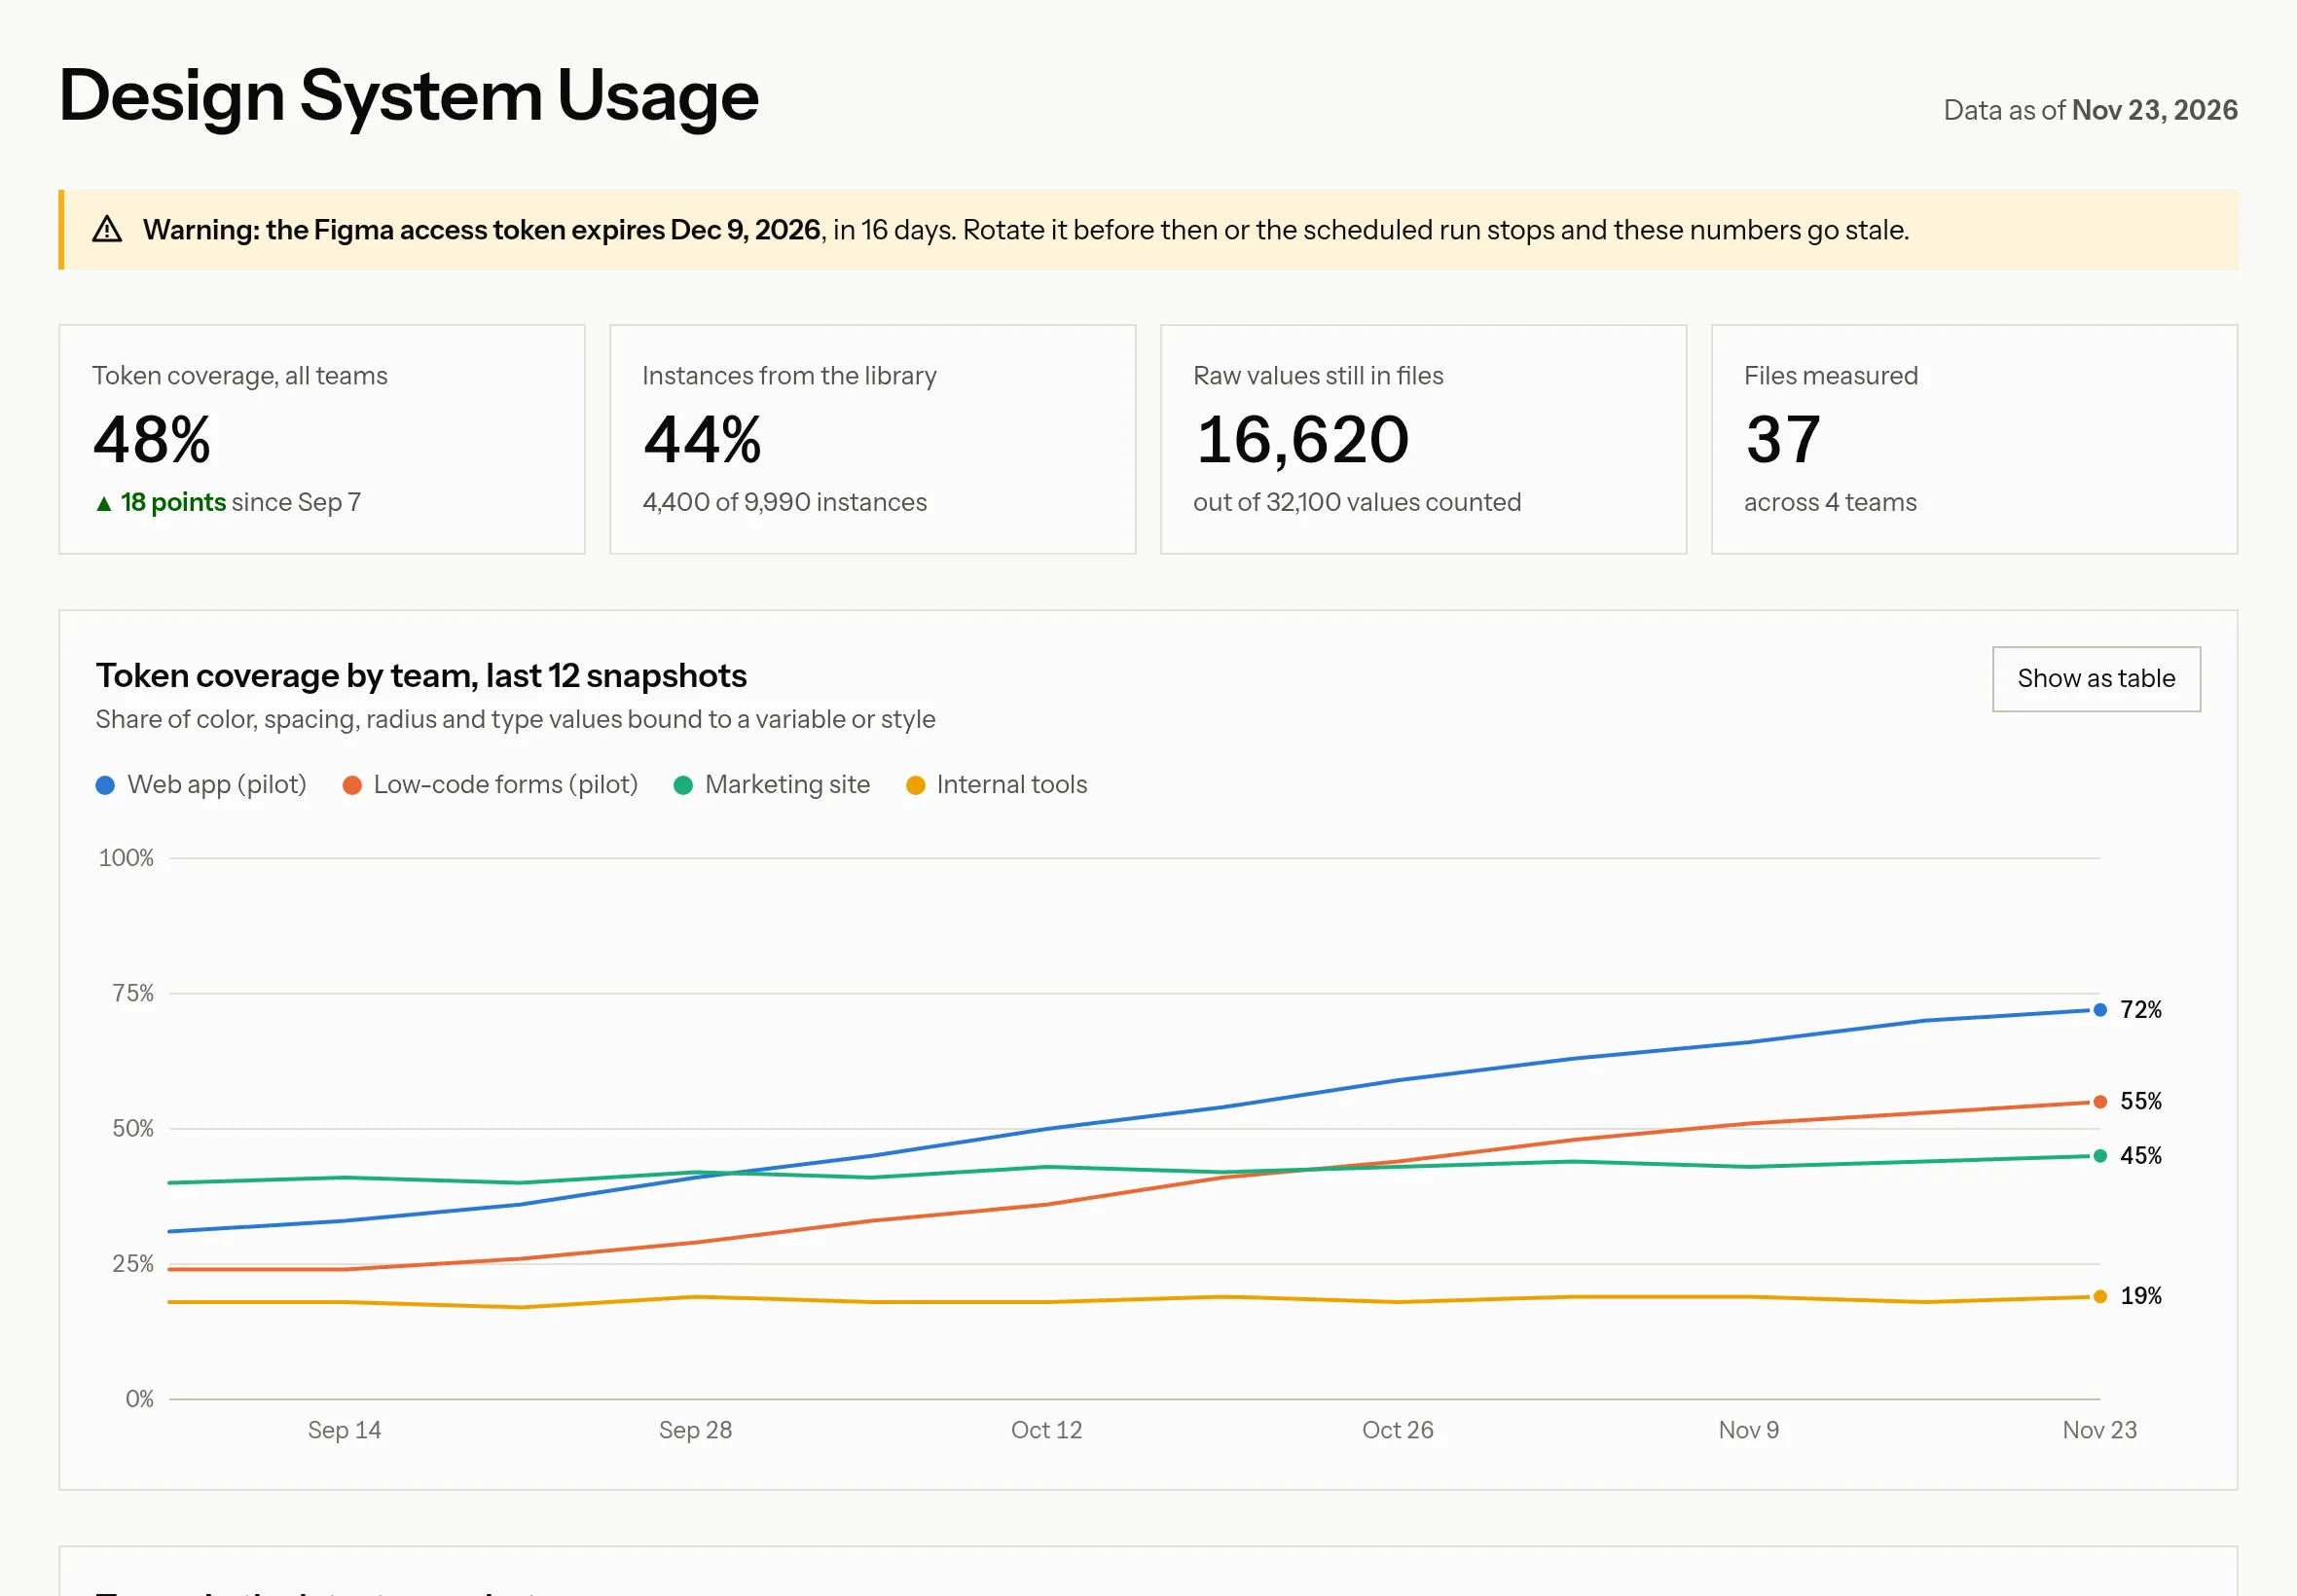 Design System Usage
Data as of Nov 23, 2026
Warning: the Figma access token expires Dec 9, 2026, in 16 days. Rotate it before then or the scheduled run stops and these numbers go stale.
Token coverage, all teams
48%
▲ 18 points since Sep 7
Instances from the library
44%
4,400 of 9,990 instances
Raw values still in files
16,620
out of 32,100 values counted
Files measured
37
across 4 teams
Token coverage by team, last 12 snapshots
Show as table
Share of color, spacing, radius and type values bound to a variable or style
Web app (pilot)
Low-code forms (pilot)
Marketing site
Internal tools
100%
75%
50%
25%
0%
72%
55%
45%
19%
Sep 14
Sep 28
Oct 12
Oct 26
Nov 9
Nov 23